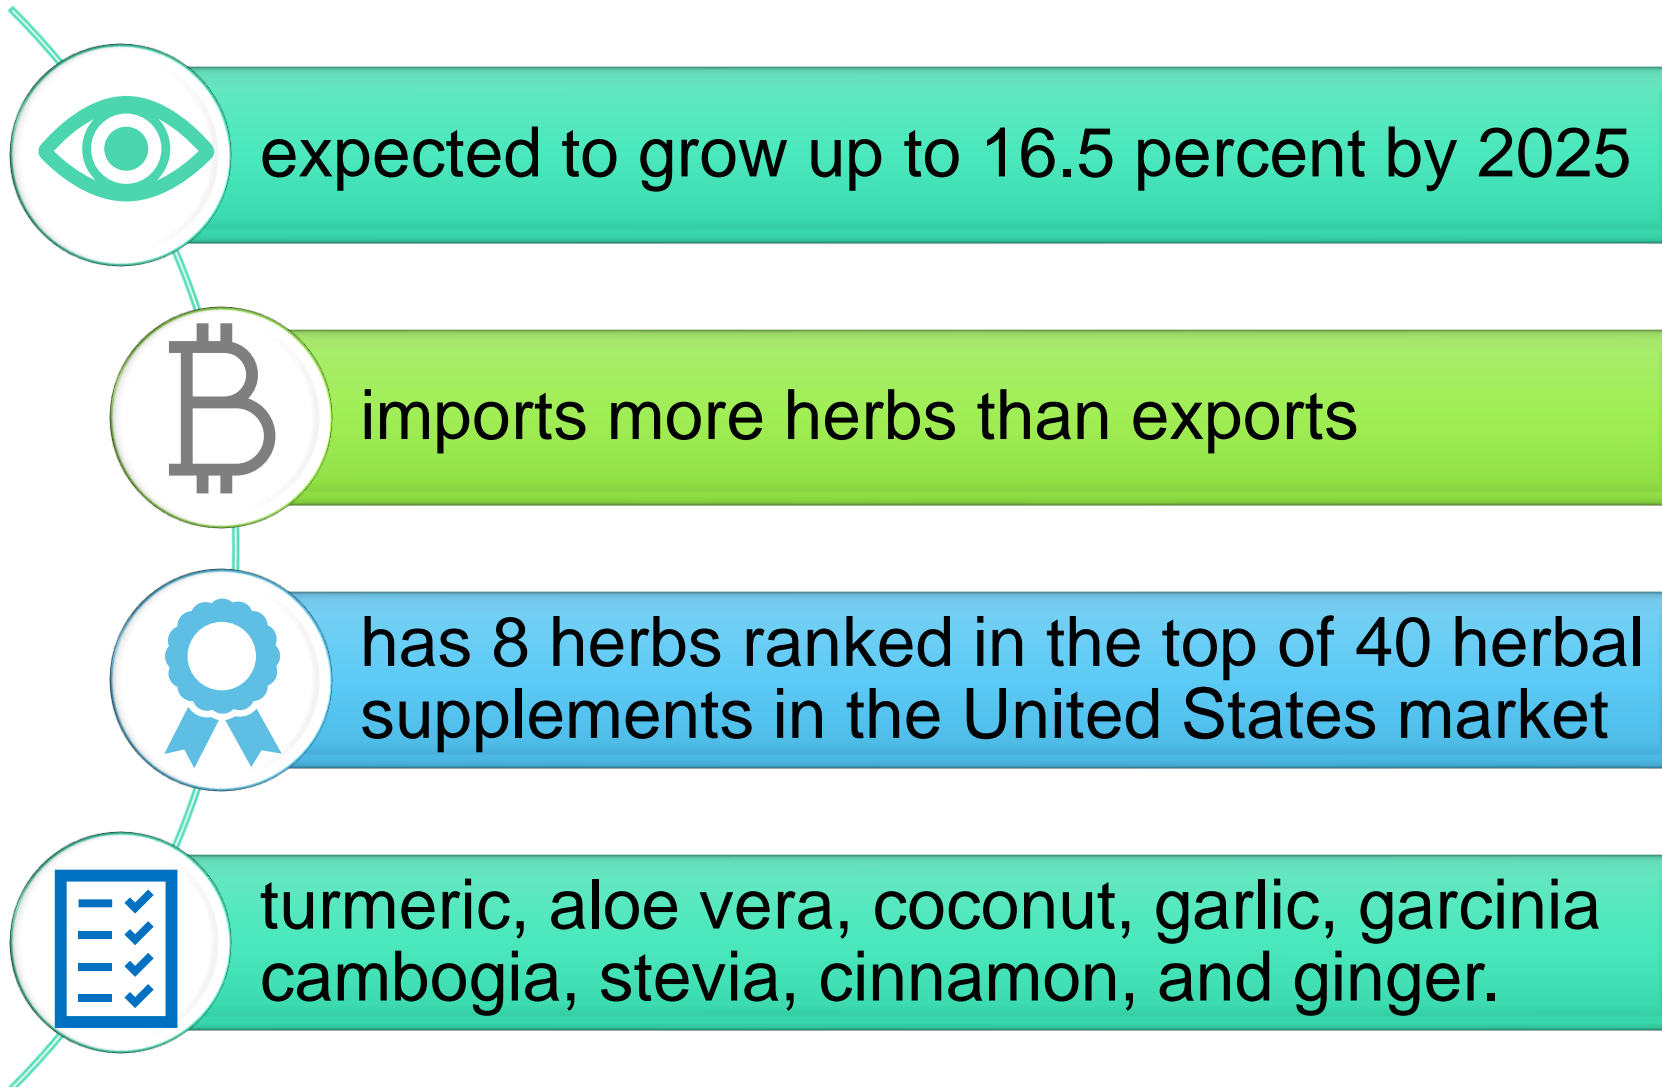 expected to grow up to 16.5 percent by 2025
imports more herbs than exports
has 8 herbs ranked in the top of 40 herbal
supplements in the United States market
turmeric, aloe vera, coconut, garlic, garcinia
cambogia, stevia, cinnamon, and ginger.